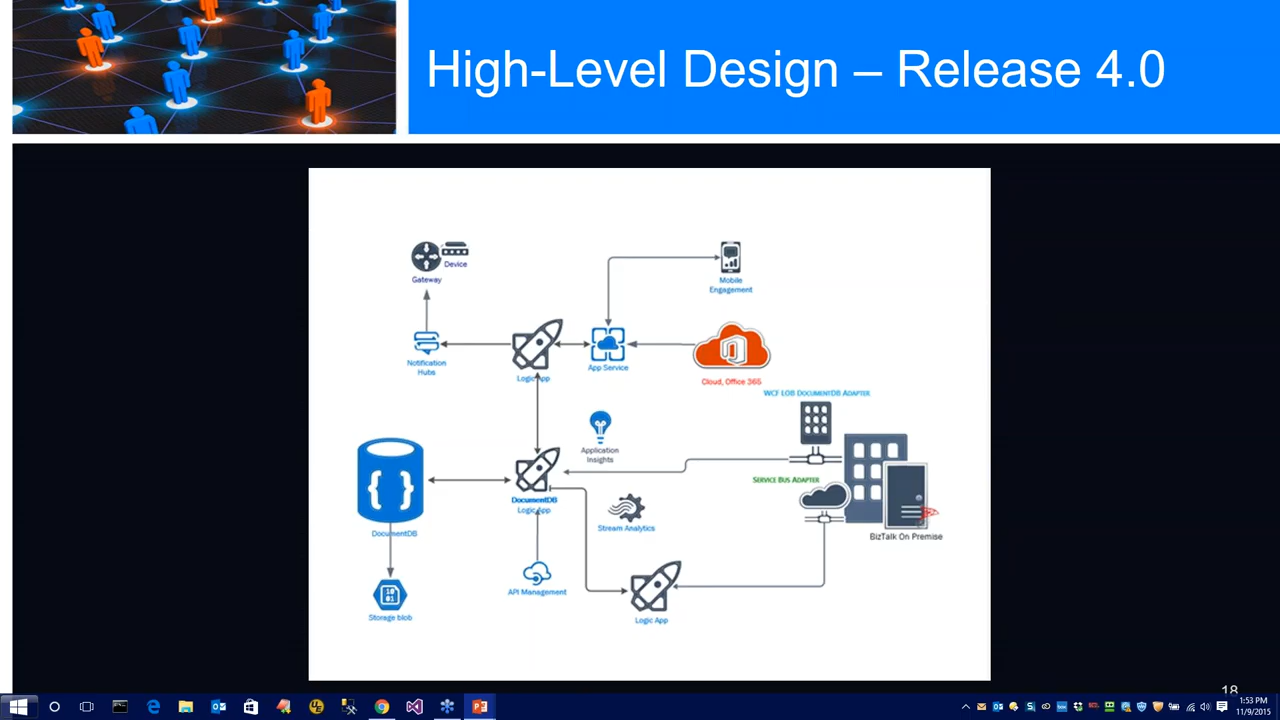 High-Level Design – Release 4.0
Device
Gateway
Mobile
Engagement
Notification
Hubs
Logic App
App Service
Cloud, Office 365
WCF LOB DOCUMENTDB ADAPTER
Application
Insights
SERVICE BUS ADAPTER
DocumentDB
Logic App
Stream Analytics
DocumentDB
BizTalk On Premise
10
01
API Management
Storage blob
Logic App
18
1:53 PM
11/9/2015